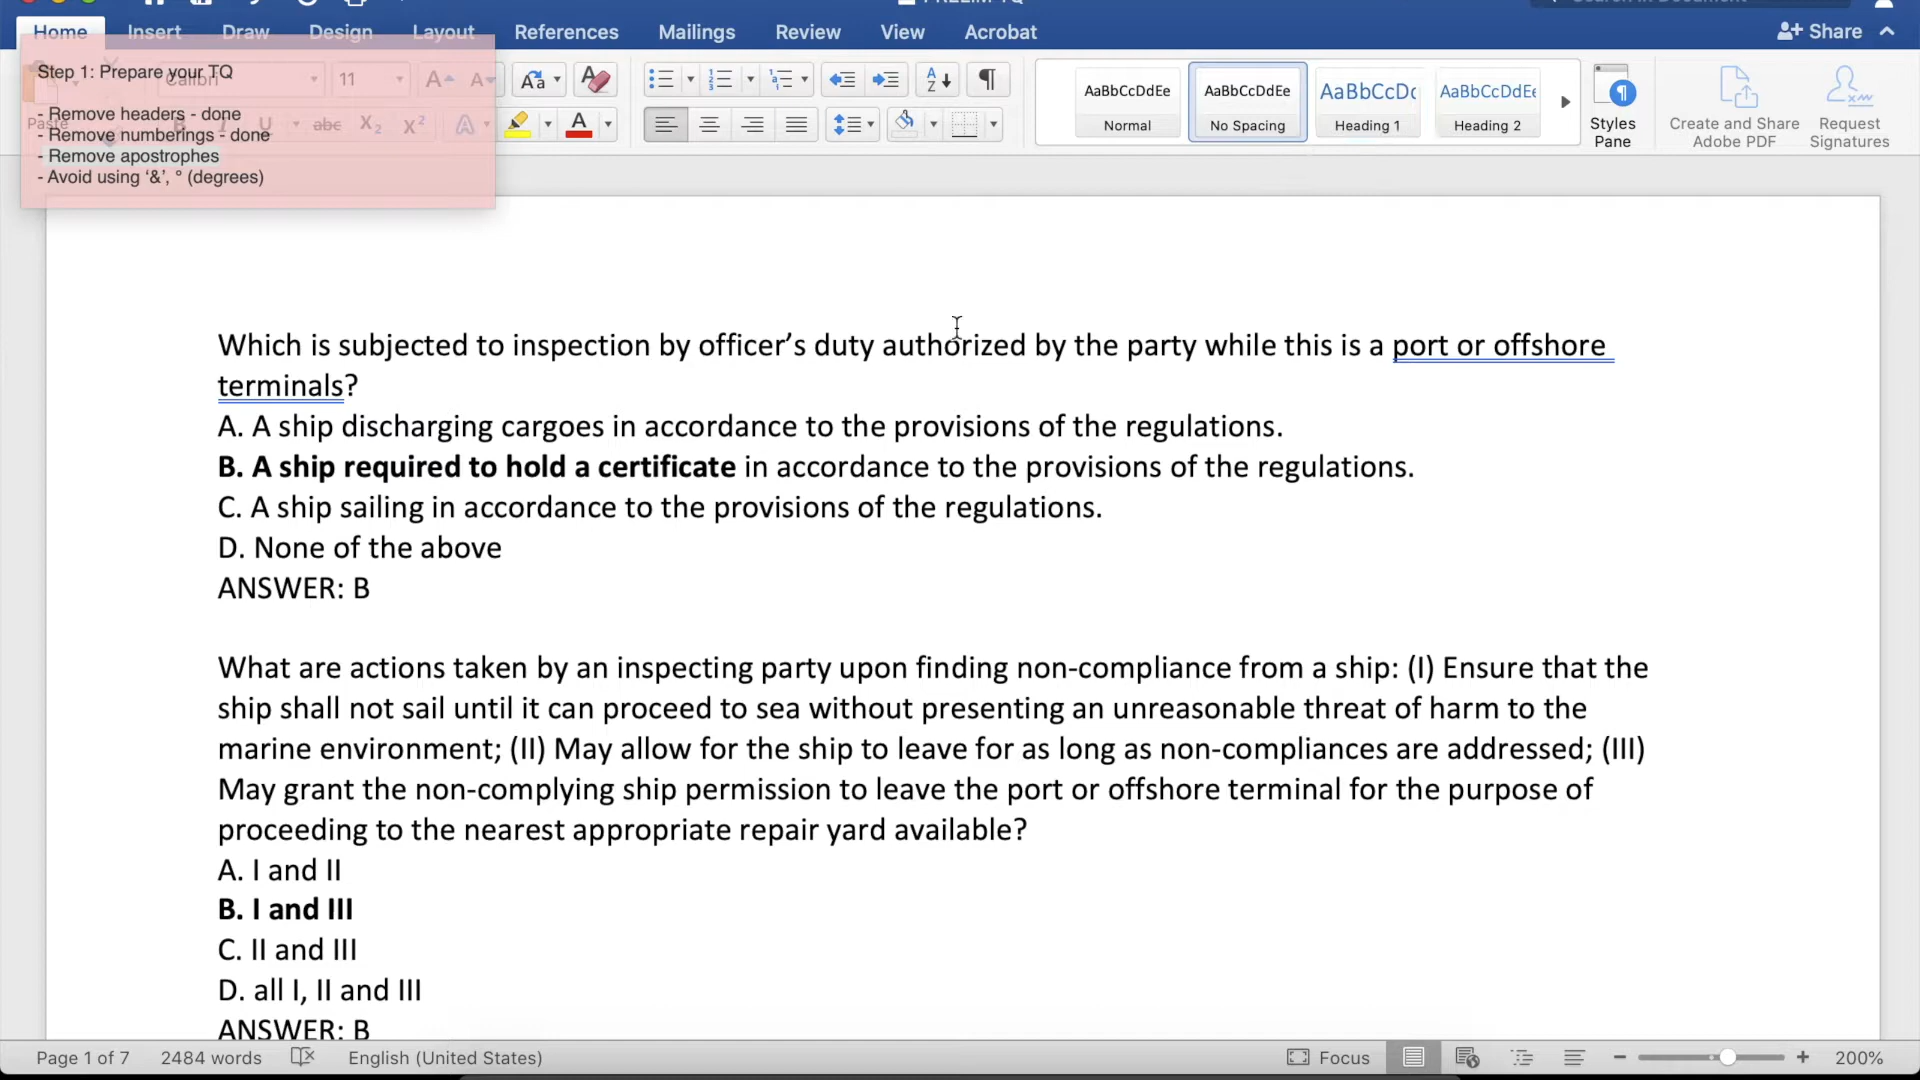 Home Insert Draw Design Layout References Mailings Review View Acrobat Share
Step 1: Prepare your TQ
- Remove headers - done
- Remove numberings - done
- Remove apostrophes
- Avoid using ‘&’, ° (degrees)
Calibri 11
Paste
AaBbCcDdEe AaBbCcDdEe AaBbCcDc AaBbCcDdEe
Normal No Spacing Heading 1 Heading 2
Styles Pane
Create and Share Adobe PDF
Request Signatures
Which is subjected to inspection by officer’s duty authorized by the party while this is a port or offshore
terminals?
A. A ship discharging cargoes in accordance to the provisions of the regulations.
B. A ship required to hold a certificate in accordance to the provisions of the regulations.
C. A ship sailing in accordance to the provisions of the regulations.
D. None of the above
ANSWER: B
What are actions taken by an inspecting party upon finding non-compliance from a ship: (I) Ensure that the
ship shall not sail until it can proceed to sea without presenting an unreasonable threat of harm to the
marine environment; (II) May allow for the ship to leave for as long as non-compliances are addressed; (III)
May grant the non-complying ship permission to leave the port or offshore terminal for the purpose of
proceeding to the nearest appropriate repair yard available?
A. I and II
B. I and III
C. II and III
D. all I, II and III
ANSWER: B
Page 1 of 7 2484 words English (United States) Focus 200%